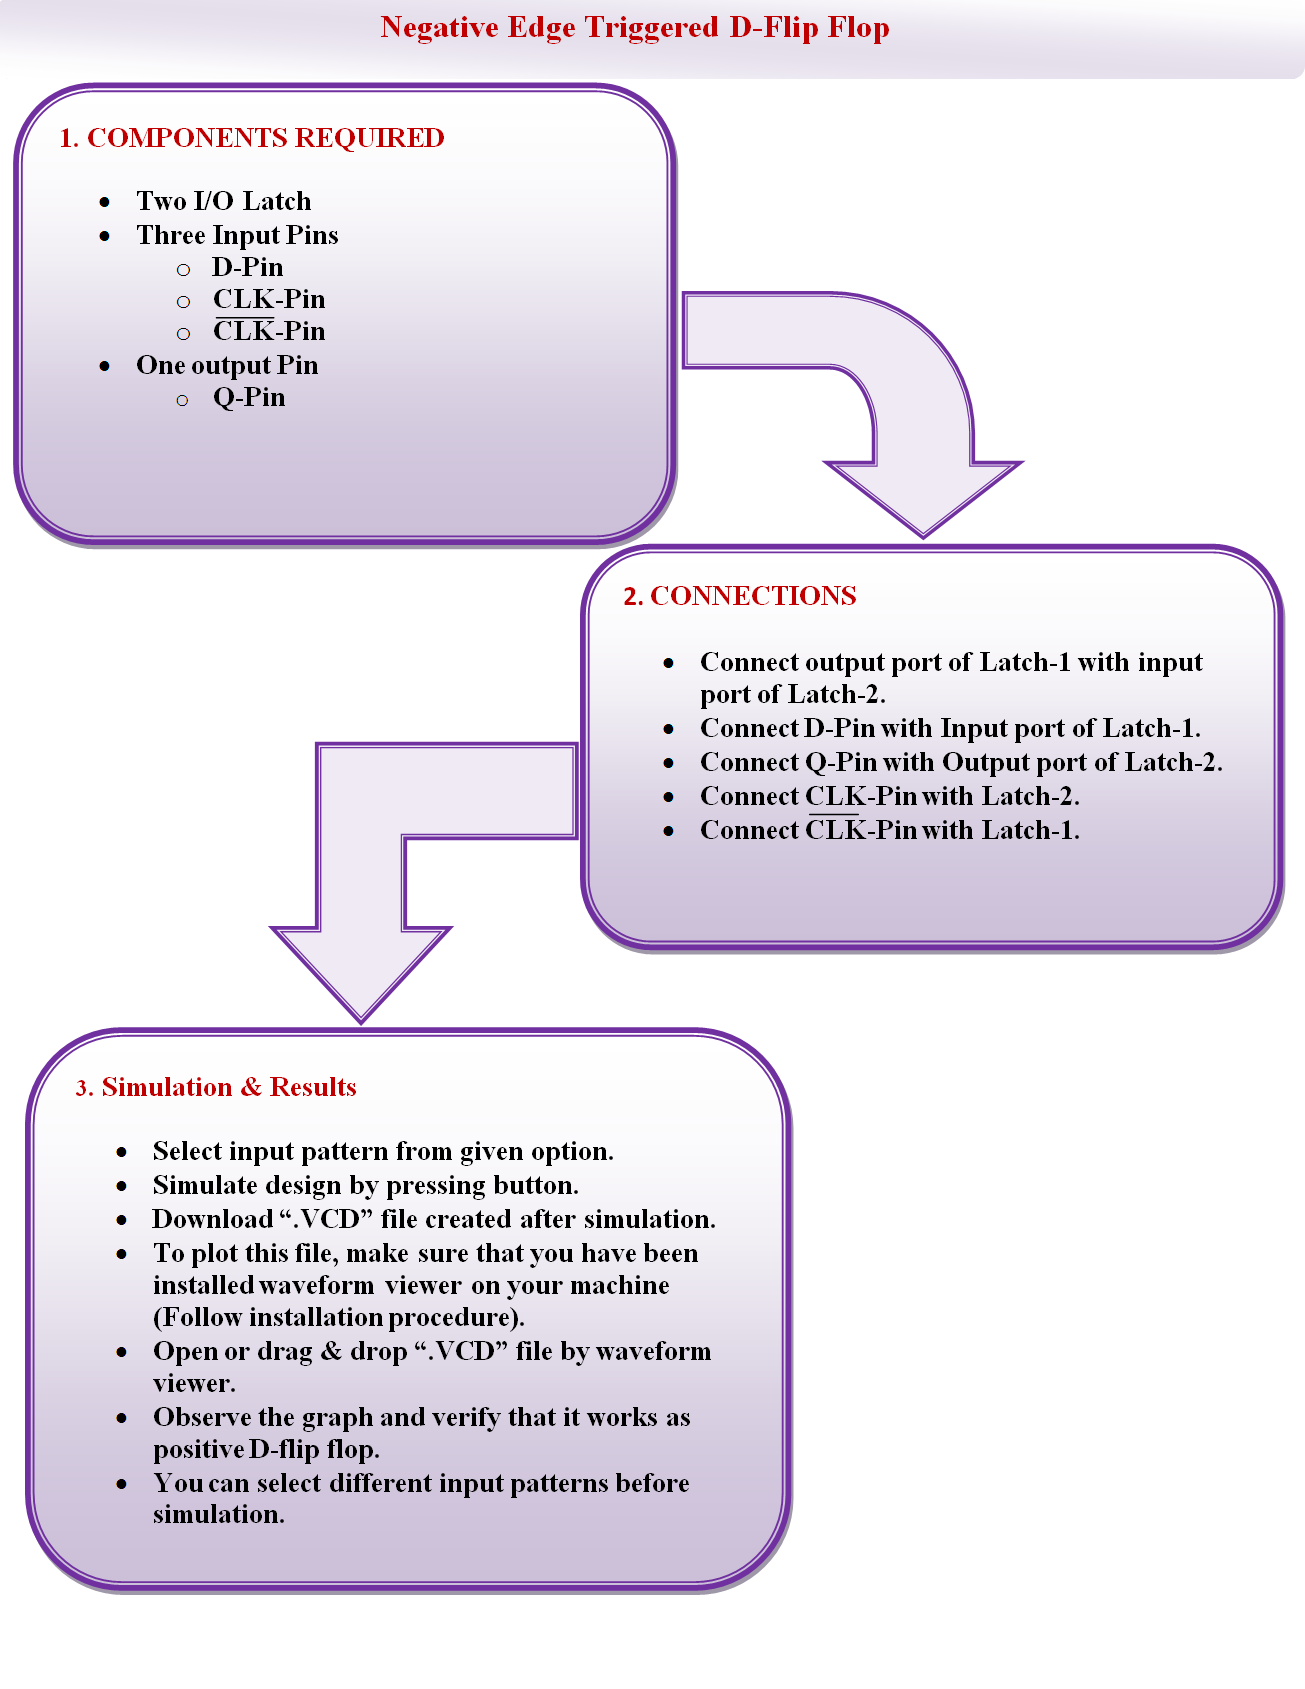 Negative Edge Triggered D-Flip Flop
1. COMPONENTS REQUIRED
• Two I/O Latch
• Three Input Pins
o D-Pin
o CLK-Pin
o C̅L̅K̅-Pin
• One output Pin
o Q-Pin
2. CONNECTIONS
• Connect output port of Latch-1 with input
port of Latch-2.
• Connect D-Pin with Input port of Latch-1.
• Connect Q-Pin with Output port of Latch-2.
• Connect CLK-Pin with Latch-2.
• Connect C̅L̅K̅-Pin with Latch-1.
3. Simulation & Results
• Select input pattern from given option.
• Simulate design by pressing button.
• Download “.VCD” file created after simulation.
• To plot this file, make sure that you have been
installed waveform viewer on your machine
(Follow installation procedure).
• Open or drag & drop “.VCD” file by waveform
viewer.
• Observe the graph and verify that it works as
positive D-flip flop.
• You can select different input patterns before
simulation.